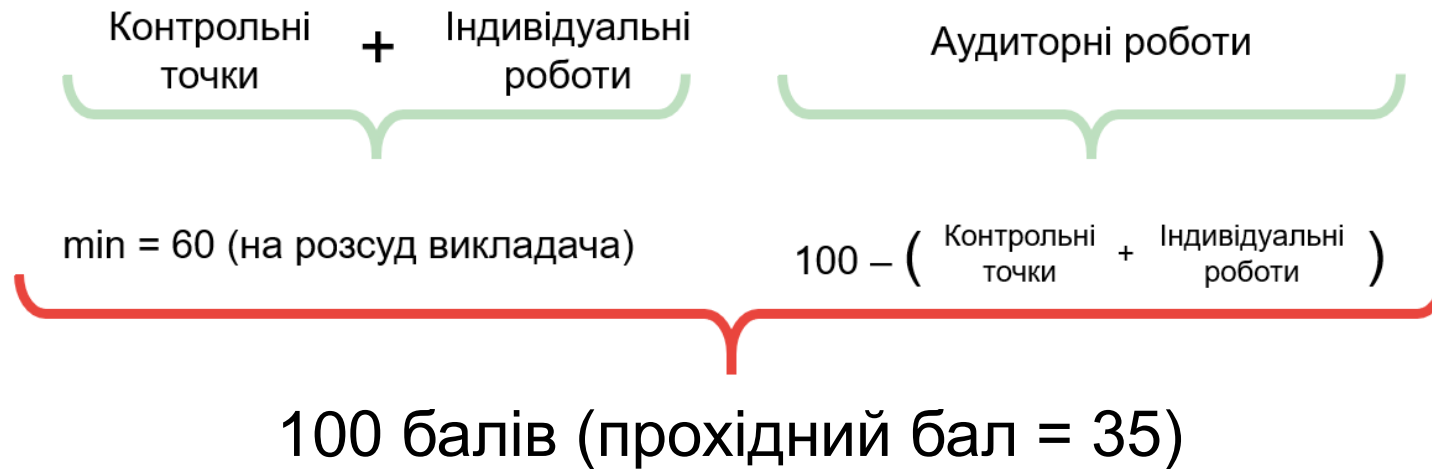 Контрольні
точки
+
Індивідуальні
роботи
Аудиторні роботи
min = 60 (на розсуд викладача)
100 – (
Контрольні
точки
+
Індивідуальні
роботи
)
100 балів (прохідний бал = 35)